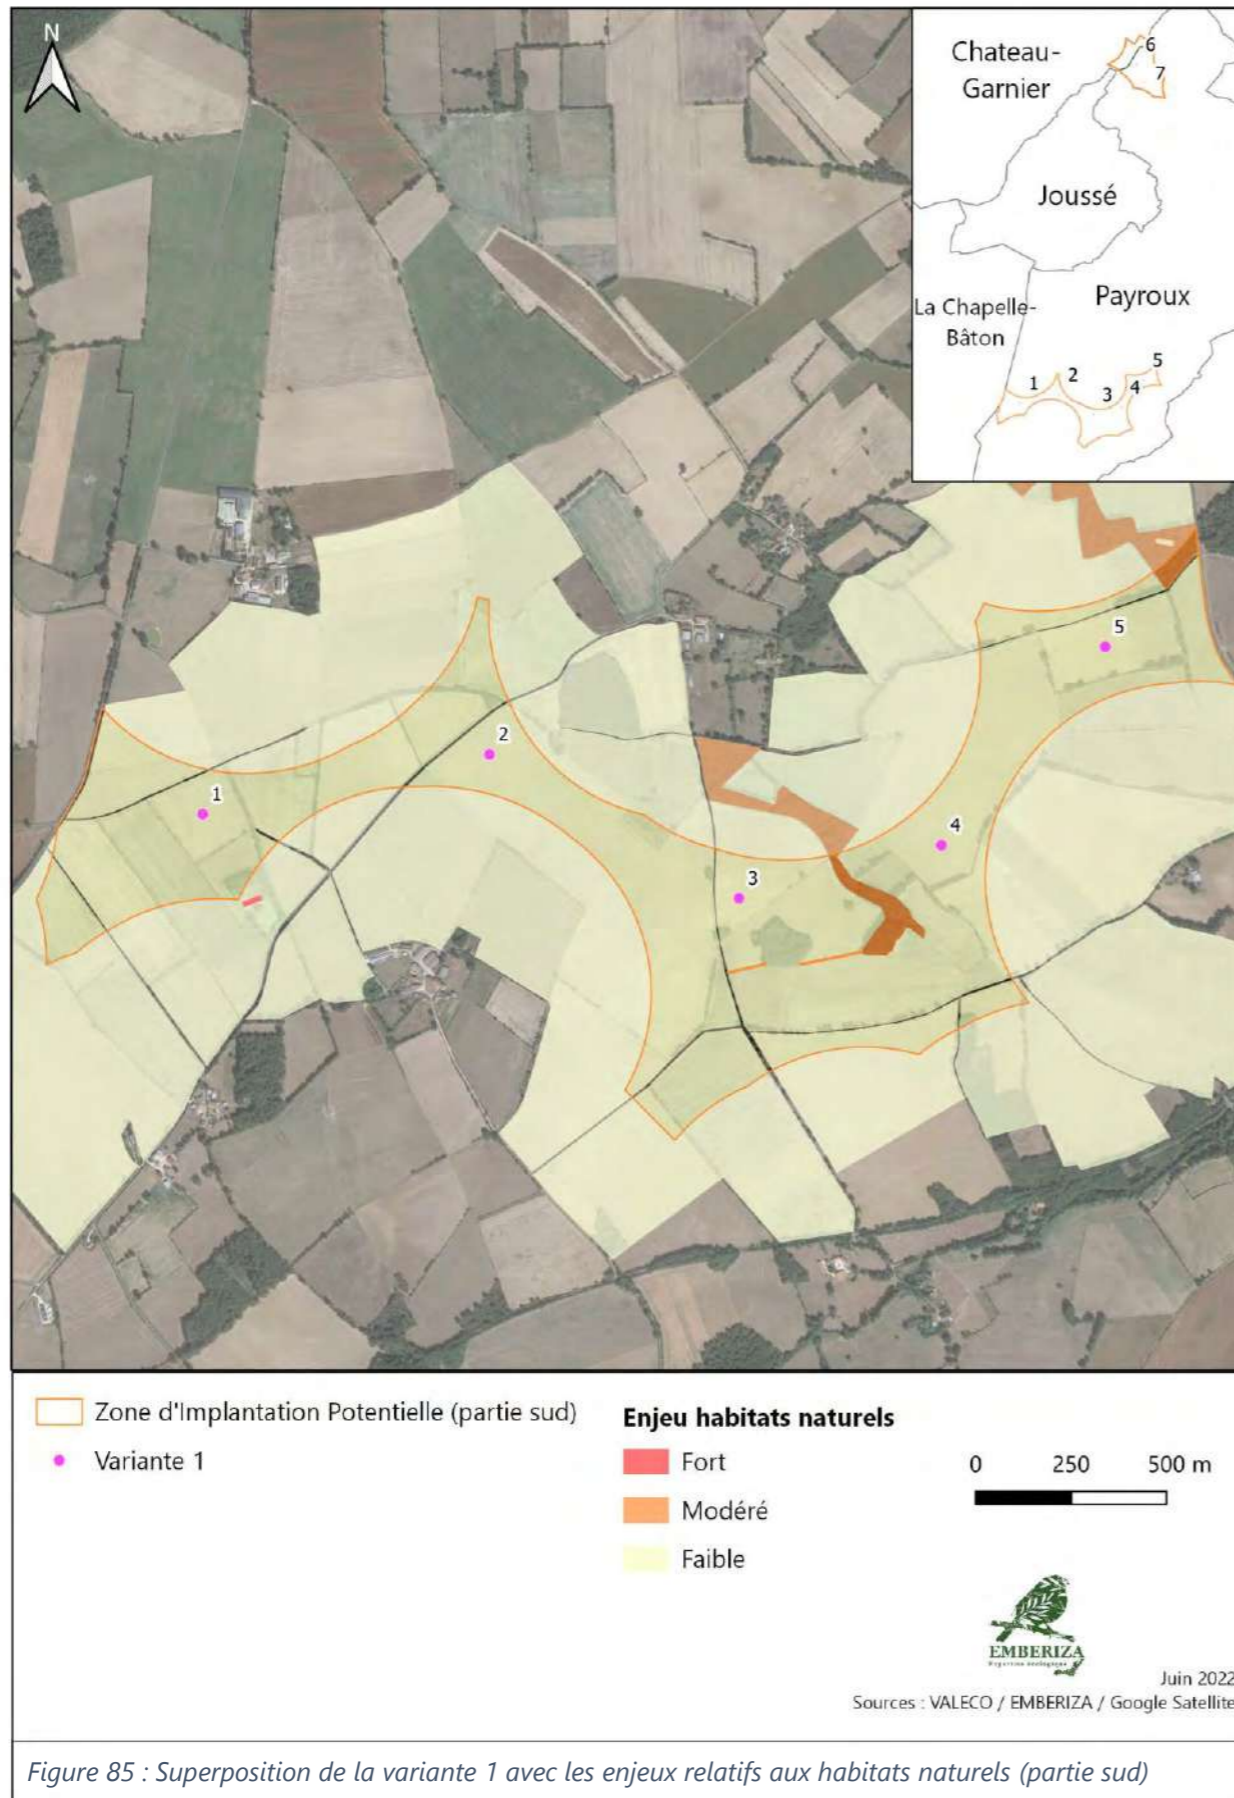 N
Chateau-
Garnier
6
7
Joussé
Payroux
La Chapelle-
Bâton
1
2
3
4
5
5
2
1
4
3
Zone d'Implantation Potentielle (partie sud)
Variante 1
Enjeu habitats naturels
Fort
Modéré
Faible
0 250 500 m
EMBERIZA
Expertise écologique
Juin 2022
Sources : VALECO / EMBERIZA / Google Satellite
Figure 85 : Superposition de la variante 1 avec les enjeux relatifs aux habitats naturels (partie sud)